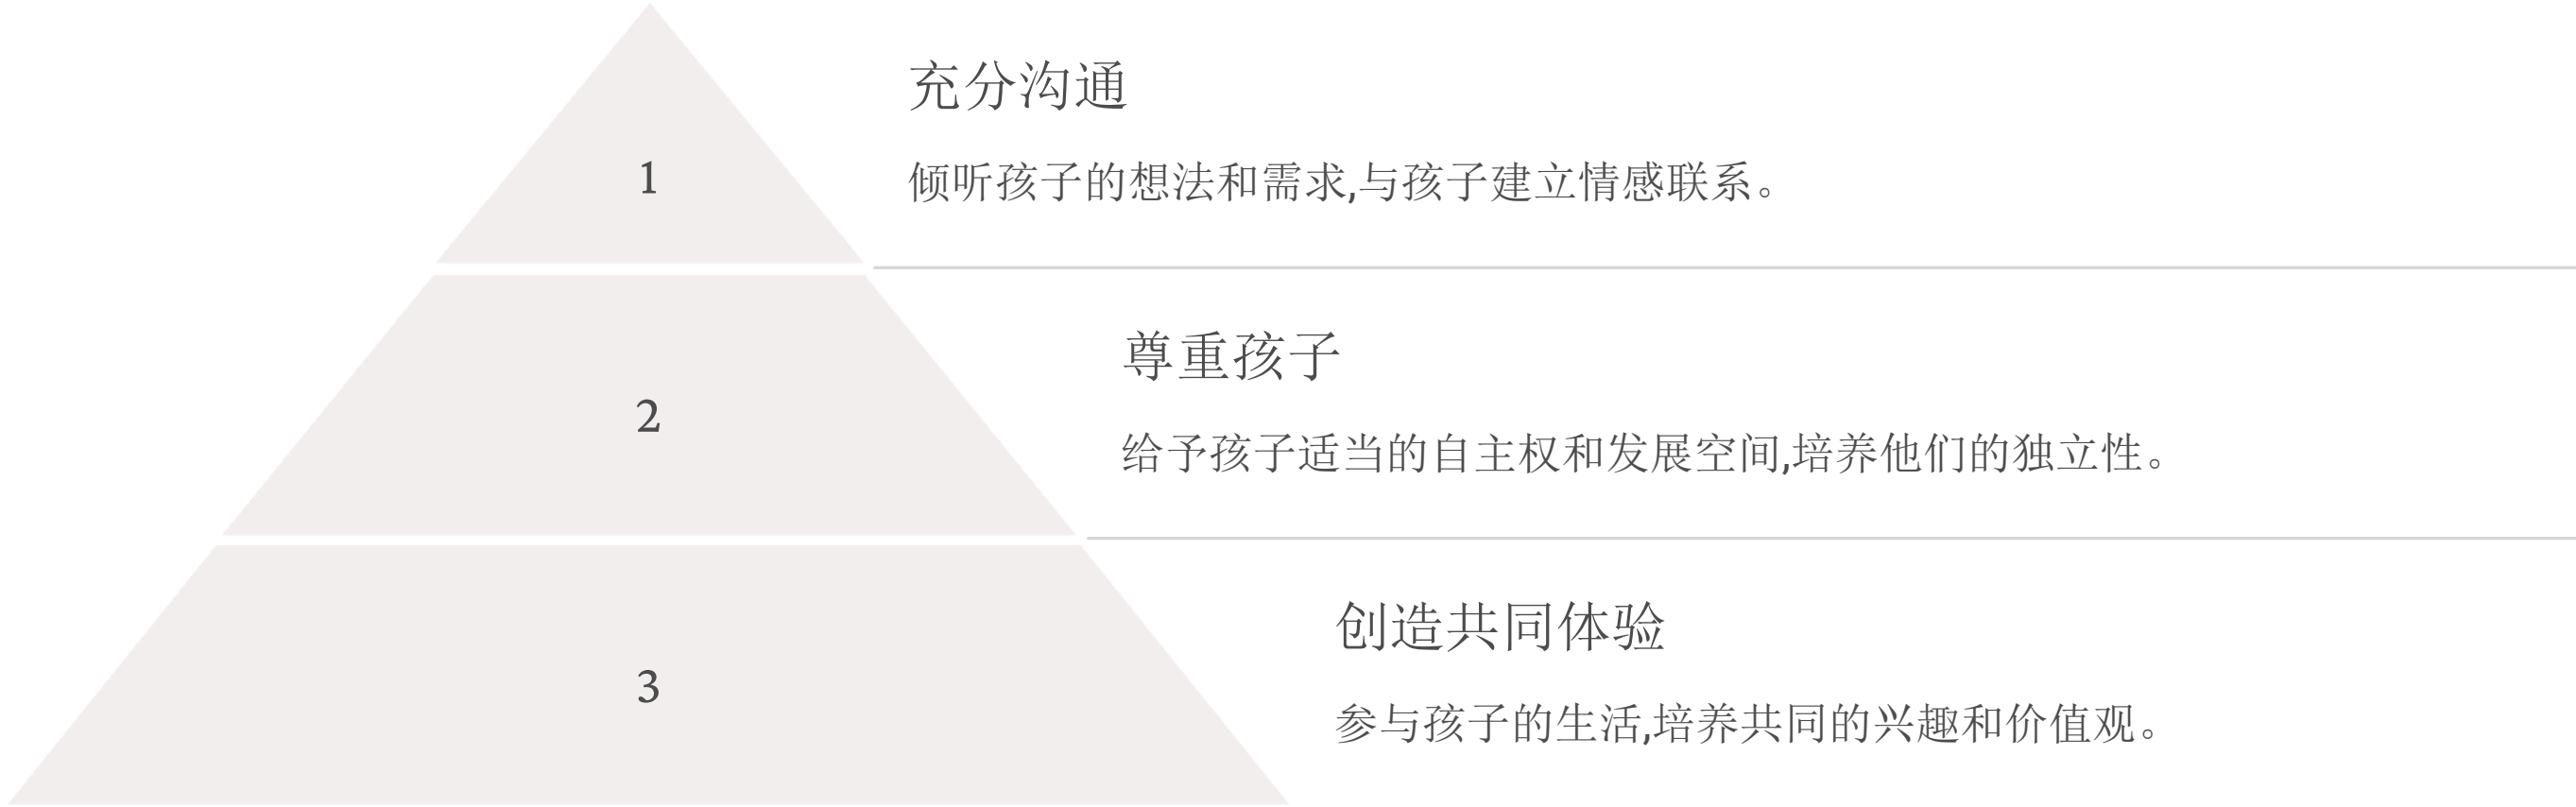 1
充分沟通
倾听孩子的想法和需求,与孩子建立情感联系。
2
尊重孩子
给予孩子适当的自主权和发展空间,培养他们的独立性。
3
创造共同体验
参与孩子的生活,培养共同的兴趣和价值观。